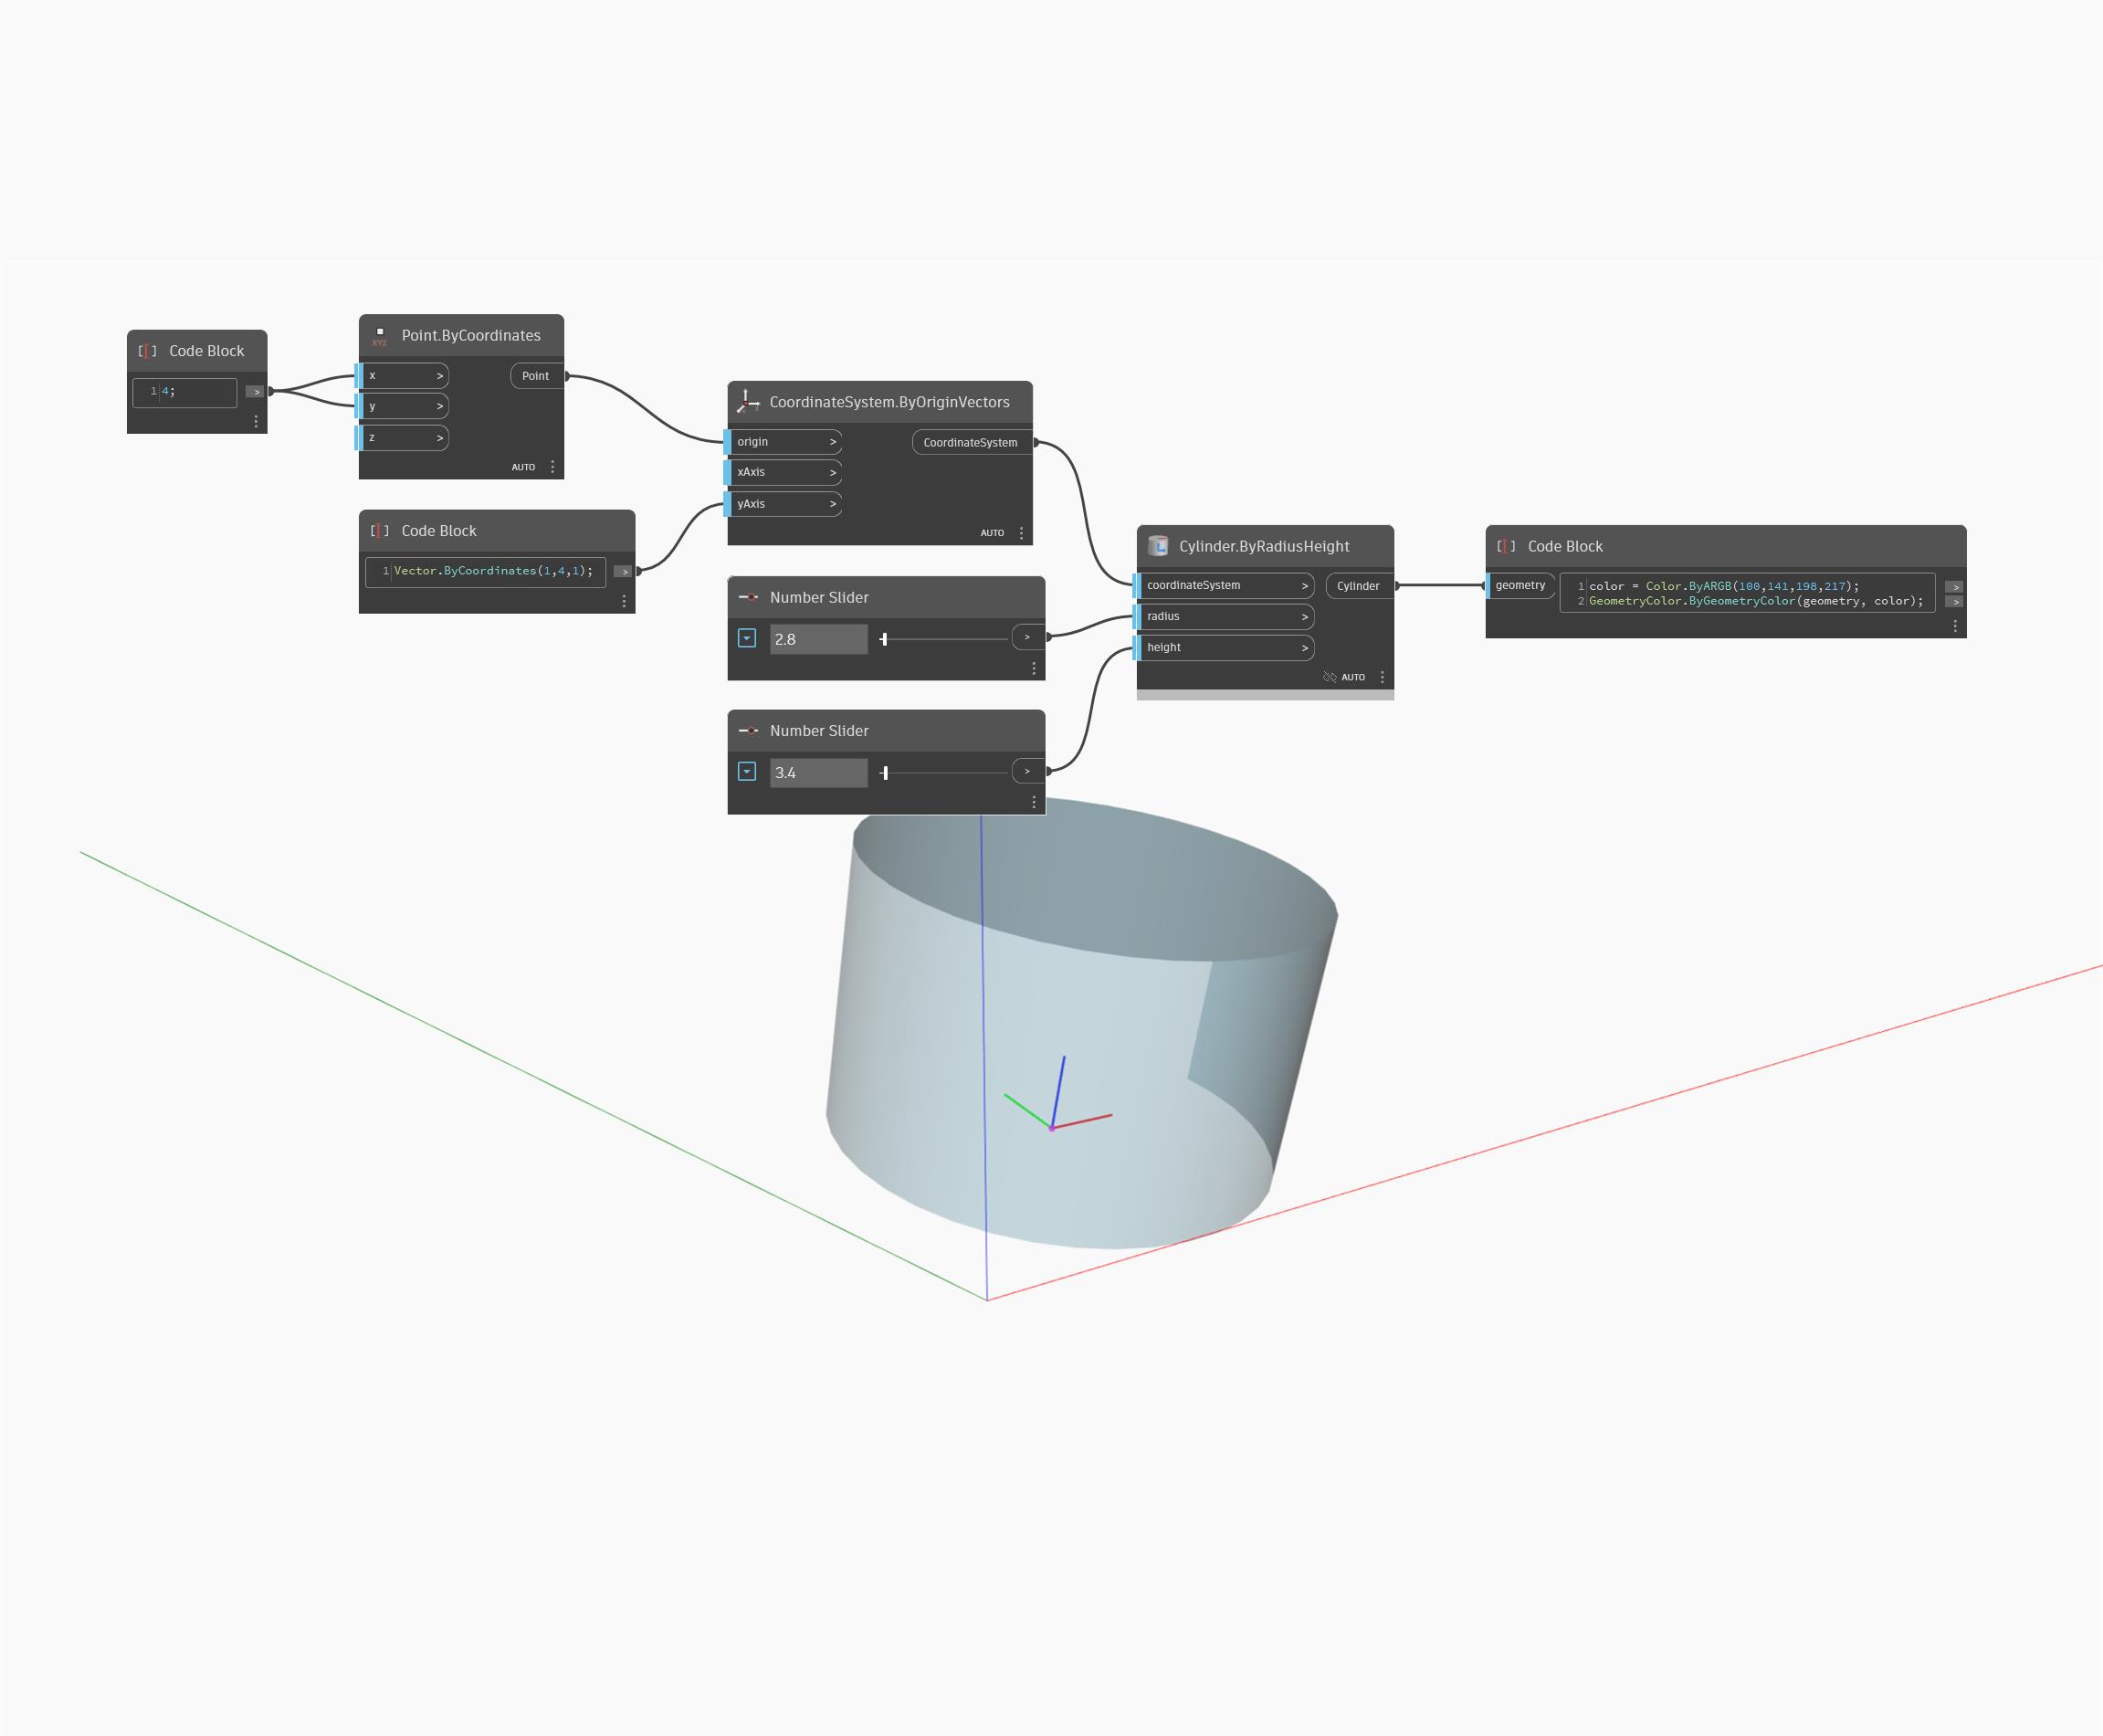 Code Block
1 4;
>
XYZ
Point.ByCoordinates
x > Point
y >
z >
AUTO
Code Block
1 Vector.ByCoordinates(1,4,1);
>
CoordinateSystem.ByOriginVectors
origin > CoordinateSystem
xAxis >
yAxis >
AUTO
Number Slider
2.8 >
Number Slider
3.4 >
Cylinder.ByRadiusHeight
coordinateSystem > Cylinder
radius >
height >
AUTO
Code Block
geometry
1 color = Color.ByARGB(100,141,198,217); >
2 GeometryColor.ByGeometryColor(geometry, color); >